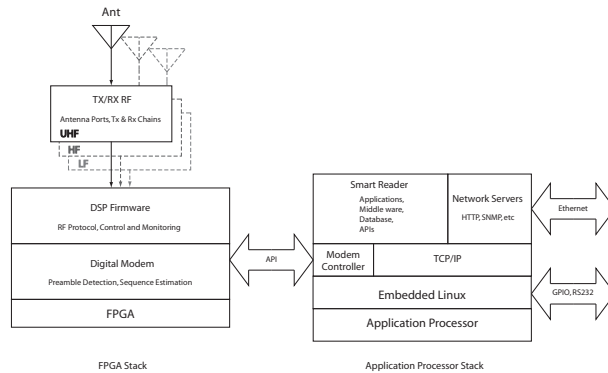 Ant
TX/RX RF
Antenna Ports, Tx & Rx Chains
UHF
HF
LF
DSP Firmware
RF Protocol, Control and Monitoring
Digital Modem
Preamble Detection, Sequence Estimation
FPGA
FPGA Stack
API
Smart Reader
Applications,
Middle ware,
Database,
APIs
Network Servers
HTTP, SNMP, etc
Ethernet
Modem
Controller
TCP/IP
Embedded Linux
GPIO, RS232
Application Processor
Application Processor Stack